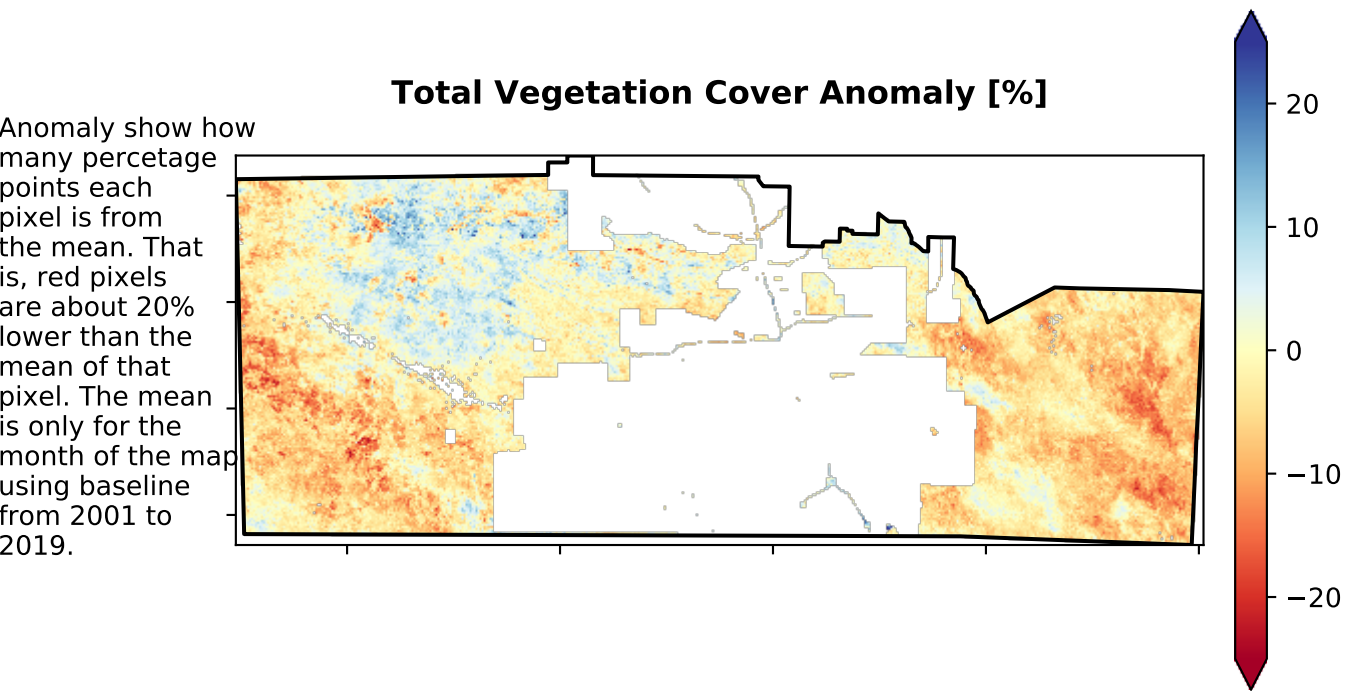 Total Vegetation Cover Anomaly [%]
Anomaly show how
many percetage
points each
pixel is from
the mean. That
is, red pixels
are about 20%
lower than the
mean of that
pixel. The mean
is only for the
month of the map
using baseline
from 2001 to
2019.
20
10
0
−10
−20